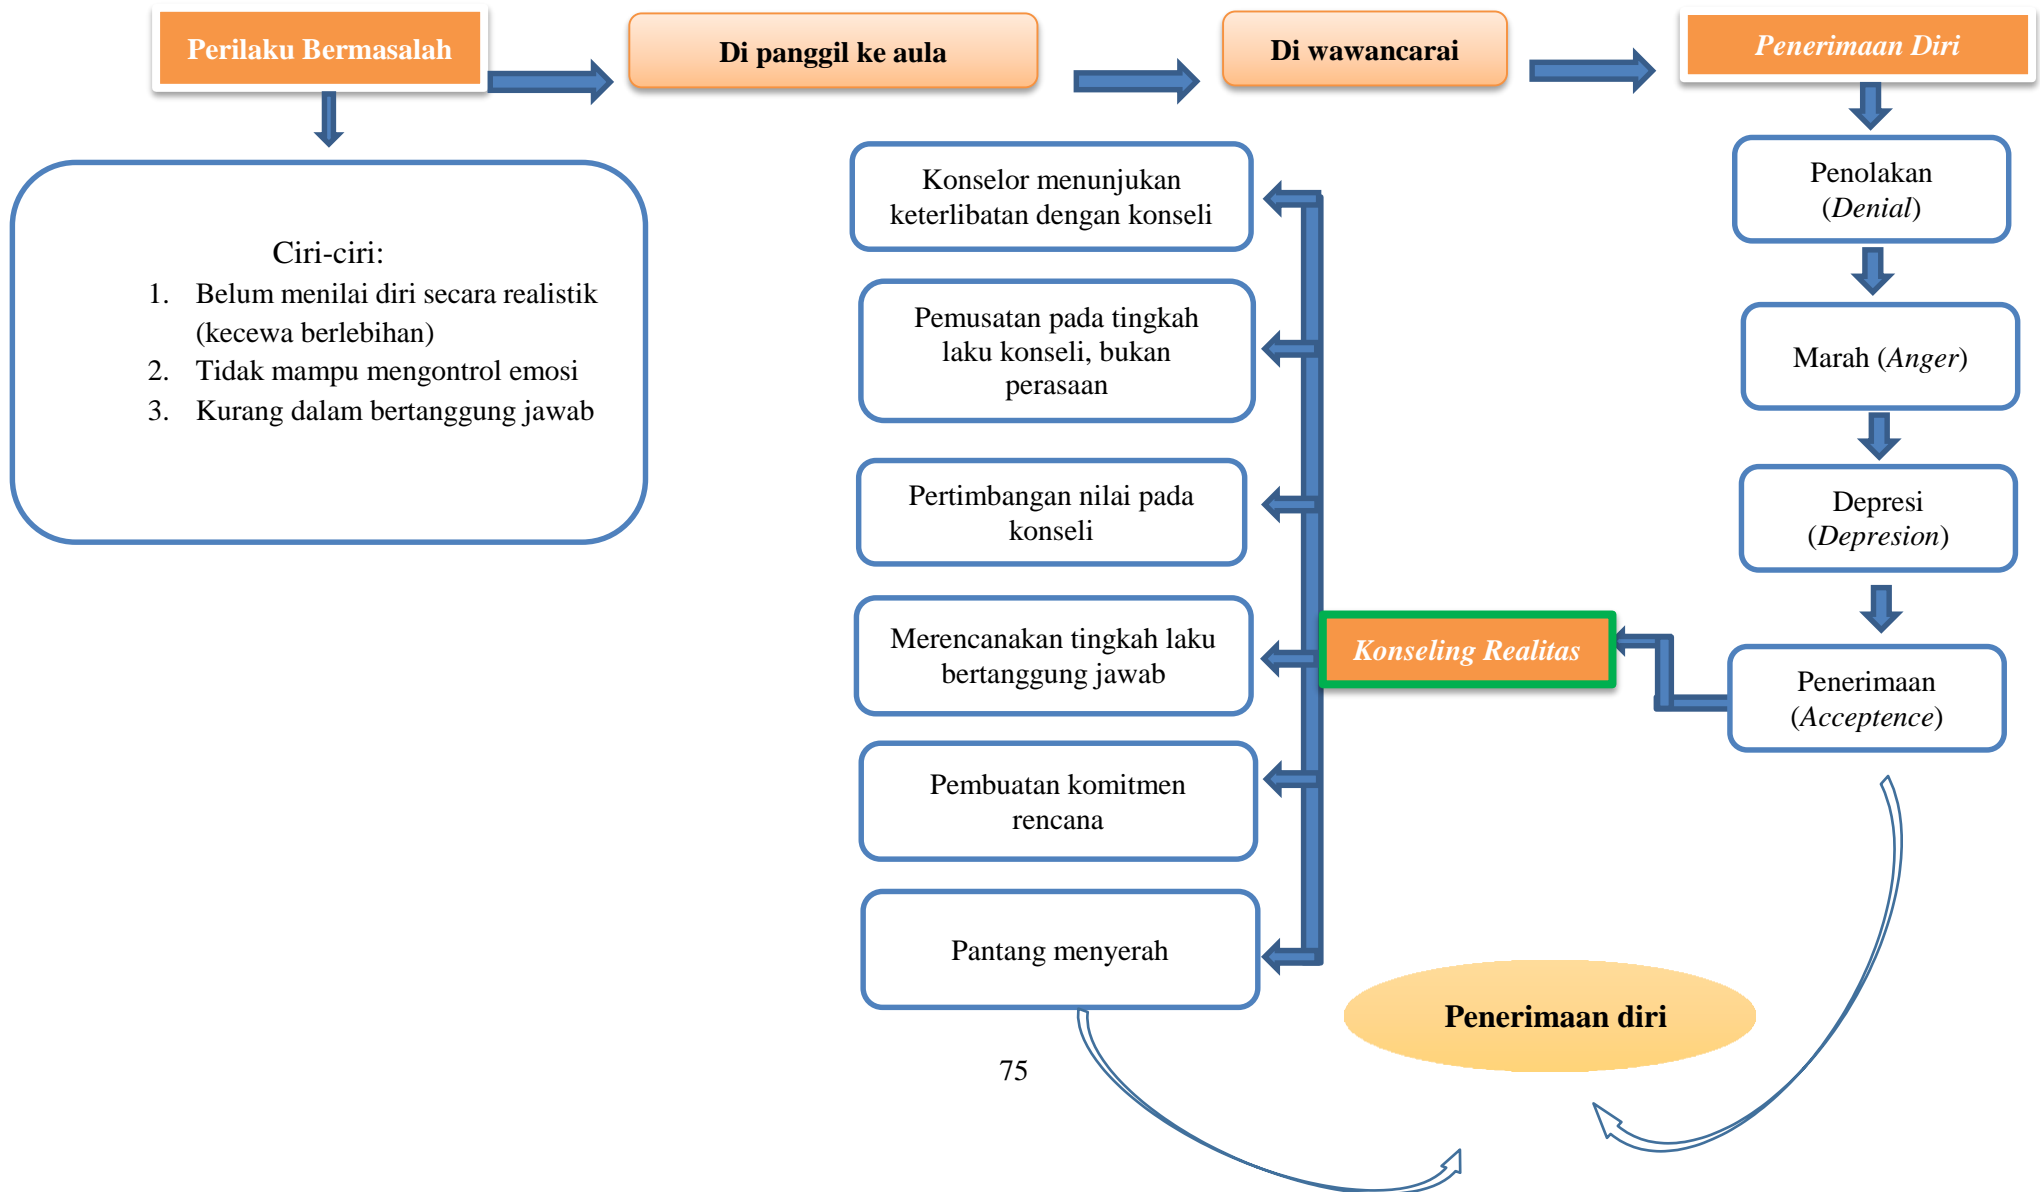 Perilaku Bermasalah
Di panggil ke aula
Di wawancarai
Penerimaan Diri
Ciri-ciri:
1. Belum menilai diri secara realistik
(kecewa berlebihan)
2. Tidak mampu mengontrol emosi
3. Kurang dalam bertanggung jawab
Konselor menunjukan
keterlibatan dengan konseli
Pemusatan pada tingkah
laku konseli, bukan
perasaan
Pertimbangan nilai pada
konseli
Merencanakan tingkah laku
bertanggung jawab
Pembuatan komitmen
rencana
Pantang menyerah
Konseling Realitas
Penolakan
(Denial)
Marah (Anger)
Depresi
(Depresion)
Penerimaan
(Acceptence)
Penerimaan diri
75